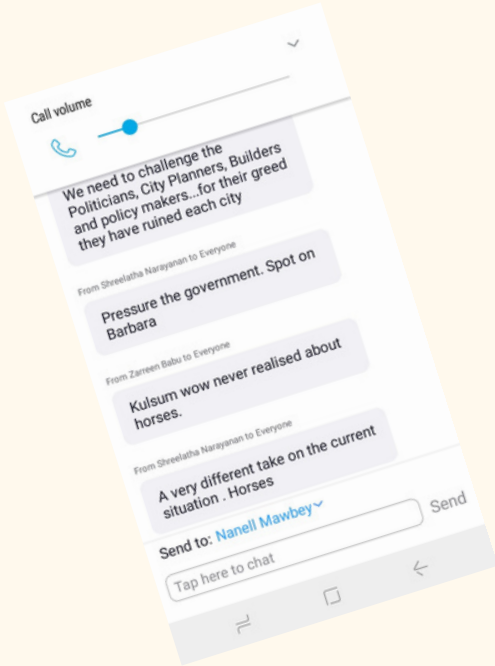 Call volume
We need to challenge the
Politicians, City Planners, Builders
and policy makers...for their greed
they have ruined each city
From Shreelatha Narayanan to Everyone
Pressure the government. Spot on
Barbara
From Zarreen Babu to Everyone
Kulsum wow never realised about
horses.
From Shreelatha Narayanan to Everyone
A very different take on the current
situation . Horses
Send to: Nanell Mawbey
Tap here to chat
Send